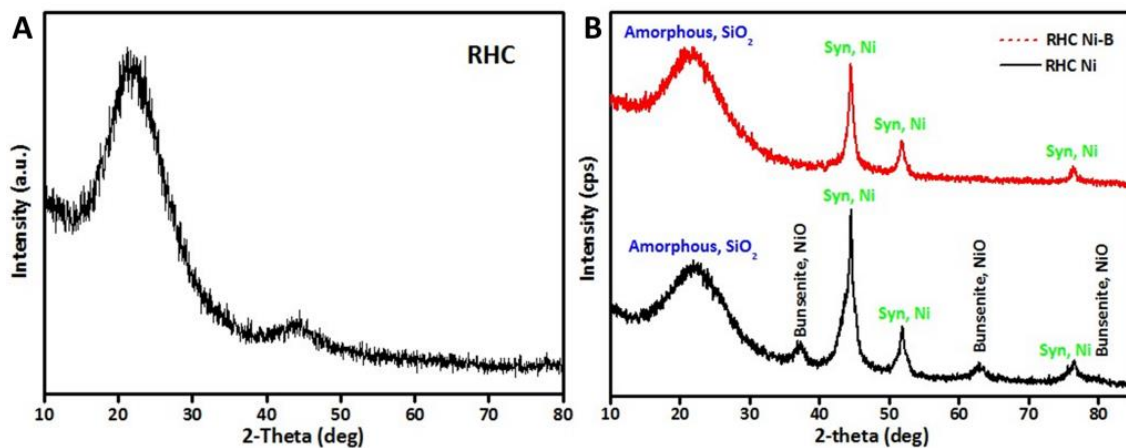 A
RHC
Intensity (a.u.)
10 20 30 40 50 60 70 80
2-Theta (deg)
B
Amorphous, SiO₂
Syn, Ni
Syn, Ni
Syn, Ni
RHC Ni-B
RHC Ni
Amorphous, SiO₂
Bunsenite, NiO
Syn, Ni
Syn, Ni
Bunsenite, NiO
Syn, Ni
Bunsenite, NiO
Intensity (cps)
10 20 30 40 50 60 70 80
2-theta (deg)